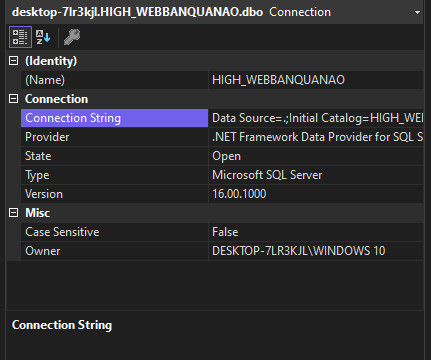 desktop-7lr3kjl.HIGH_WEBBANQUANAO.dbo Connection
(Identity)
(Name) HIGH_WEBBANQUANAO
Connection
Connection String Data Source=.;Initial Catalog=HIGH_WE
Provider .NET Framework Data Provider for SQL S
State Open
Type Microsoft SQL Server
Version 16.00.1000
Misc
Case Sensitive False
Owner DESKTOP-7LR3KJL\WINDOWS 10
Connection String